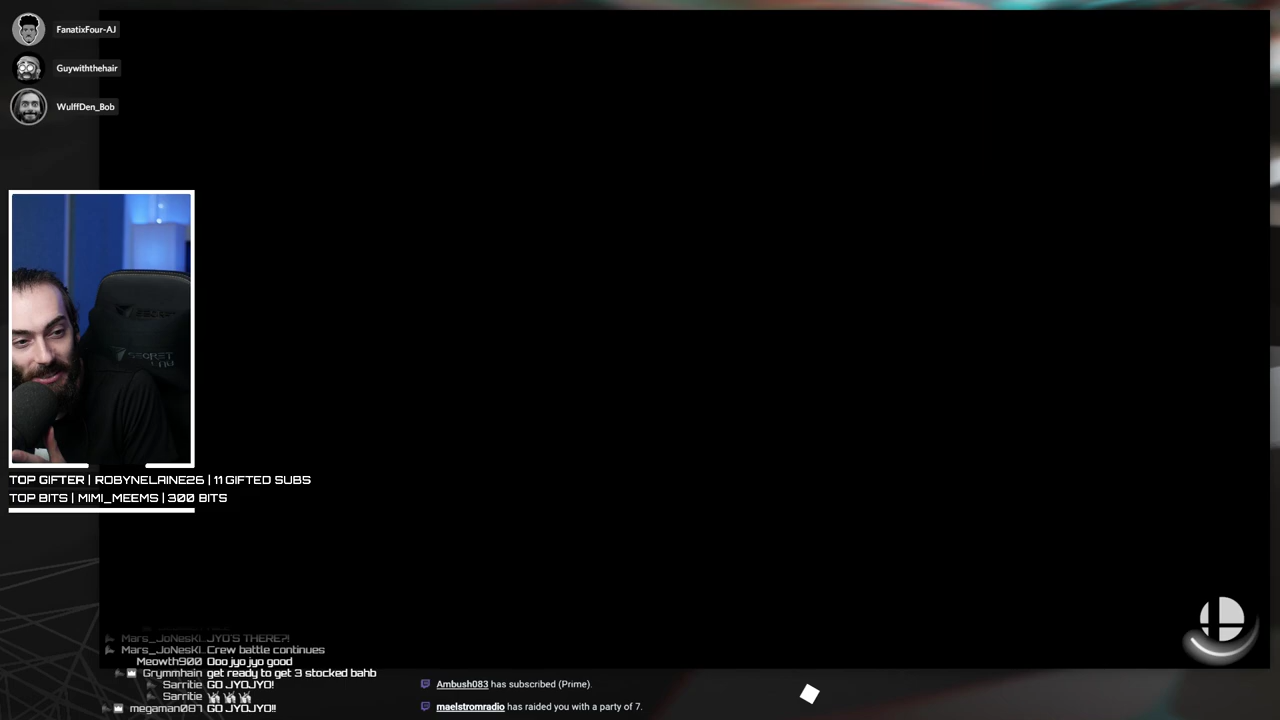 FanatixFour-AJ
Guywiththehair
WulffDen_Bob
TOP GIFTER | ROBYNELAINE26 | 11 GIFTED SUBS
TOP BITS | MIMI_MEEMS | 300 BITS
Mars_JoNesKI JYO'S THERE?!
Mars_JoNesKI Crew battle continues
Meowth900 Ooo jyo jyo good
Grymmhain get ready to get 3 stocked bahb
Sarritie GO JYOJYO!
Sarritie
megaman087 GO JYOJYO!!
Ambush083 has subscribed (Prime).
maelstromradio has raided you with a party of 7.